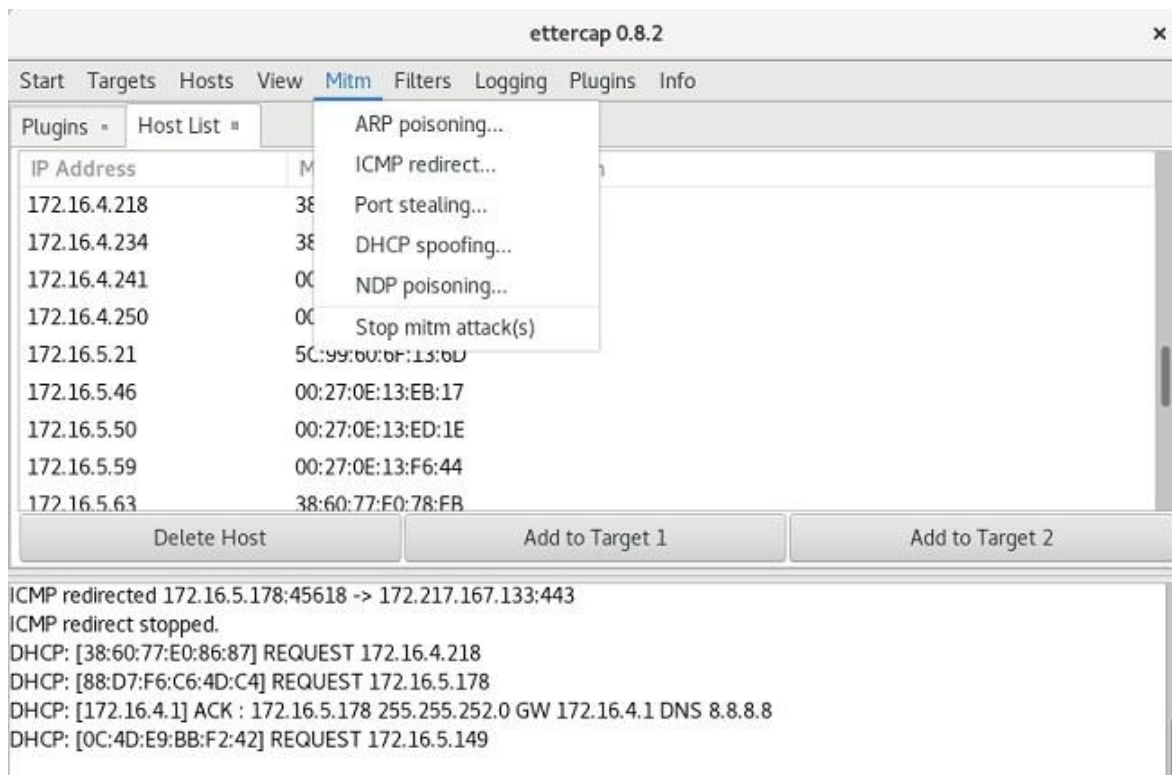 ettercap 0.8.2 ×
Start Targets Hosts View Mitm Filters Logging Plugins Info
Plugins Host List
ARP poisoning...
ICMP redirect...
Port stealing...
DHCP spoofing...
NDP poisoning...
Stop mitm attack(s)
IP Address M
172.16.4.218 38
172.16.4.234 38
172.16.4.241 00
172.16.4.250 00
172.16.5.21 5C:99:60:6F:13:6D
172.16.5.46 00:27:0E:13:EB:17
172.16.5.50 00:27:0E:13:ED:1E
172.16.5.59 00:27:0E:13:F6:44
172.16.5.63 38:60:77:E0:78:EB
Delete Host Add to Target 1 Add to Target 2
ICMP redirected 172.16.5.178:45618 -> 172.217.167.133:443
ICMP redirect stopped.
DHCP: [38:60:77:E0:86:87] REQUEST 172.16.4.218
DHCP: [88:D7:F6:C6:4D:C4] REQUEST 172.16.5.178
DHCP: [172.16.4.1] ACK : 172.16.5.178 255.255.252.0 GW 172.16.4.1 DNS 8.8.8.8
DHCP: [0C:4D:E9:BB:F2:42] REQUEST 172.16.5.149